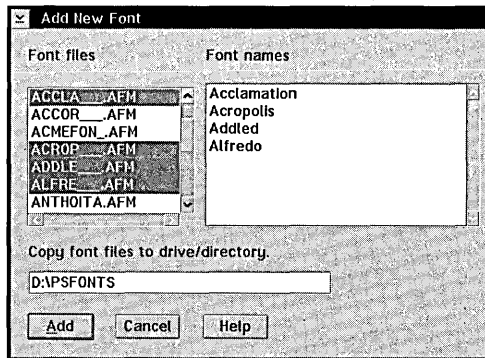 Add New Font
Font files
Font names
ACCLA___.AFM
ACCOR___.AFM
ACMEFON_.AFM
ACROP___.AFM
ADDLE___.AFM
ALFRE___.AFM
ANTHOITA.AFM
Acclamation
Acropolis
Addled
Alfredo
Copy font files to drive/directory.
D:\PSFONTS
Add Cancel Help